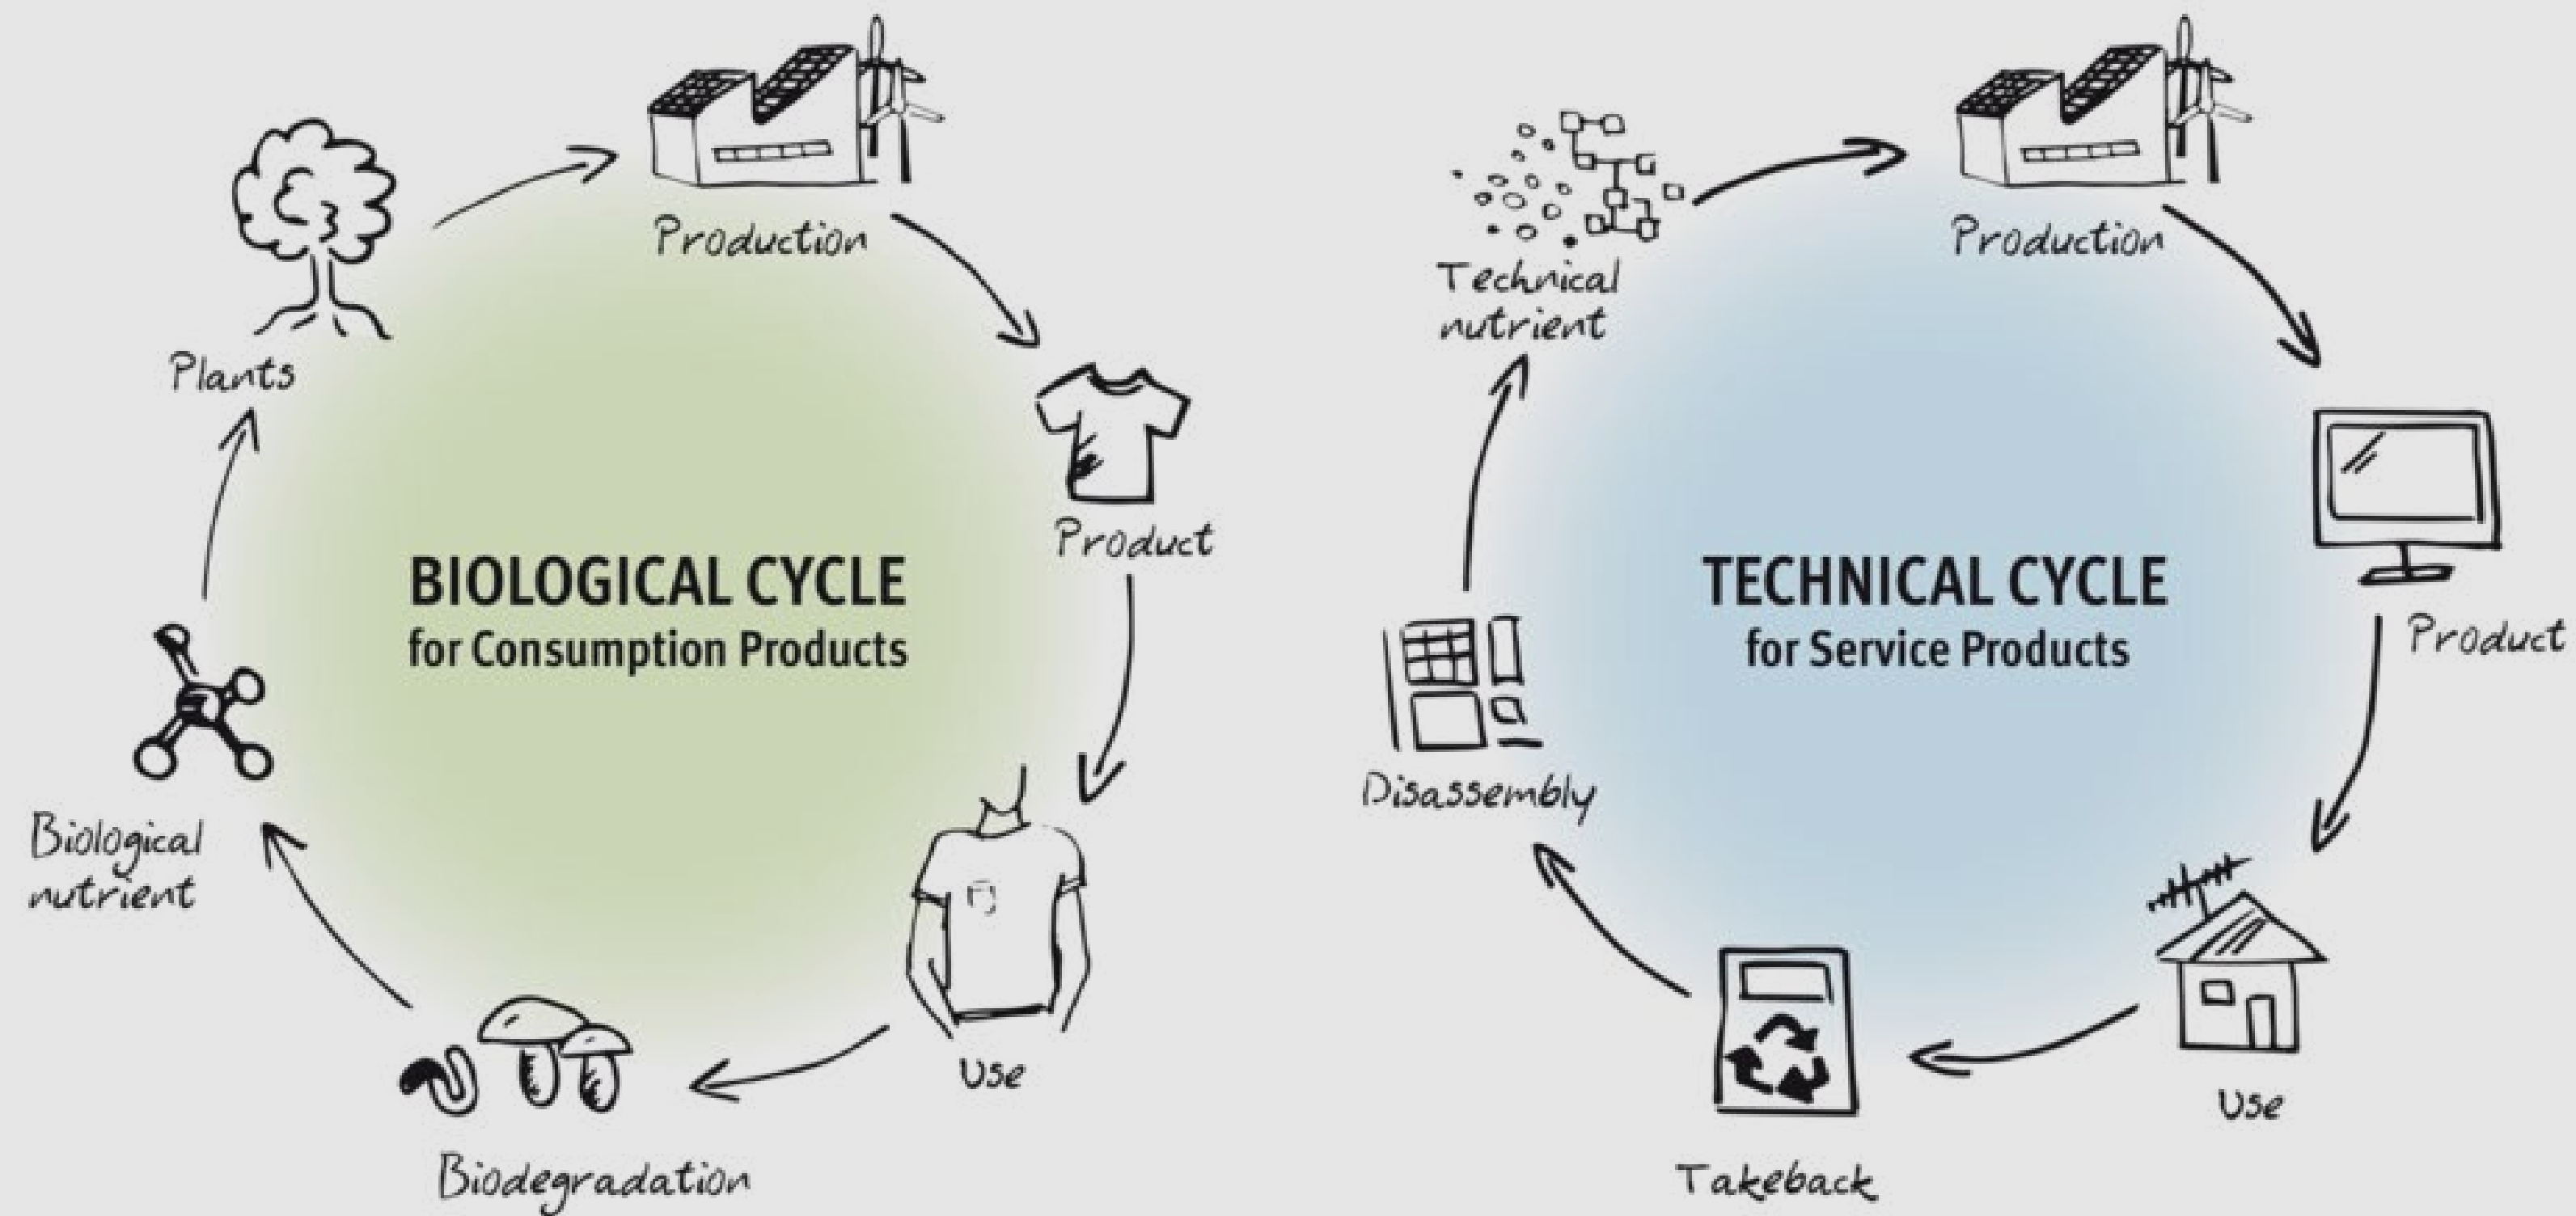 Production
Plants
Product
BIOLOGICAL CYCLE
for Consumption Products
Biological
nutrient
Use
Biodegradation
Production
Technical
nutrient
Product
TECHNICAL CYCLE
for Service Products
Disassembly
Use
Takeback